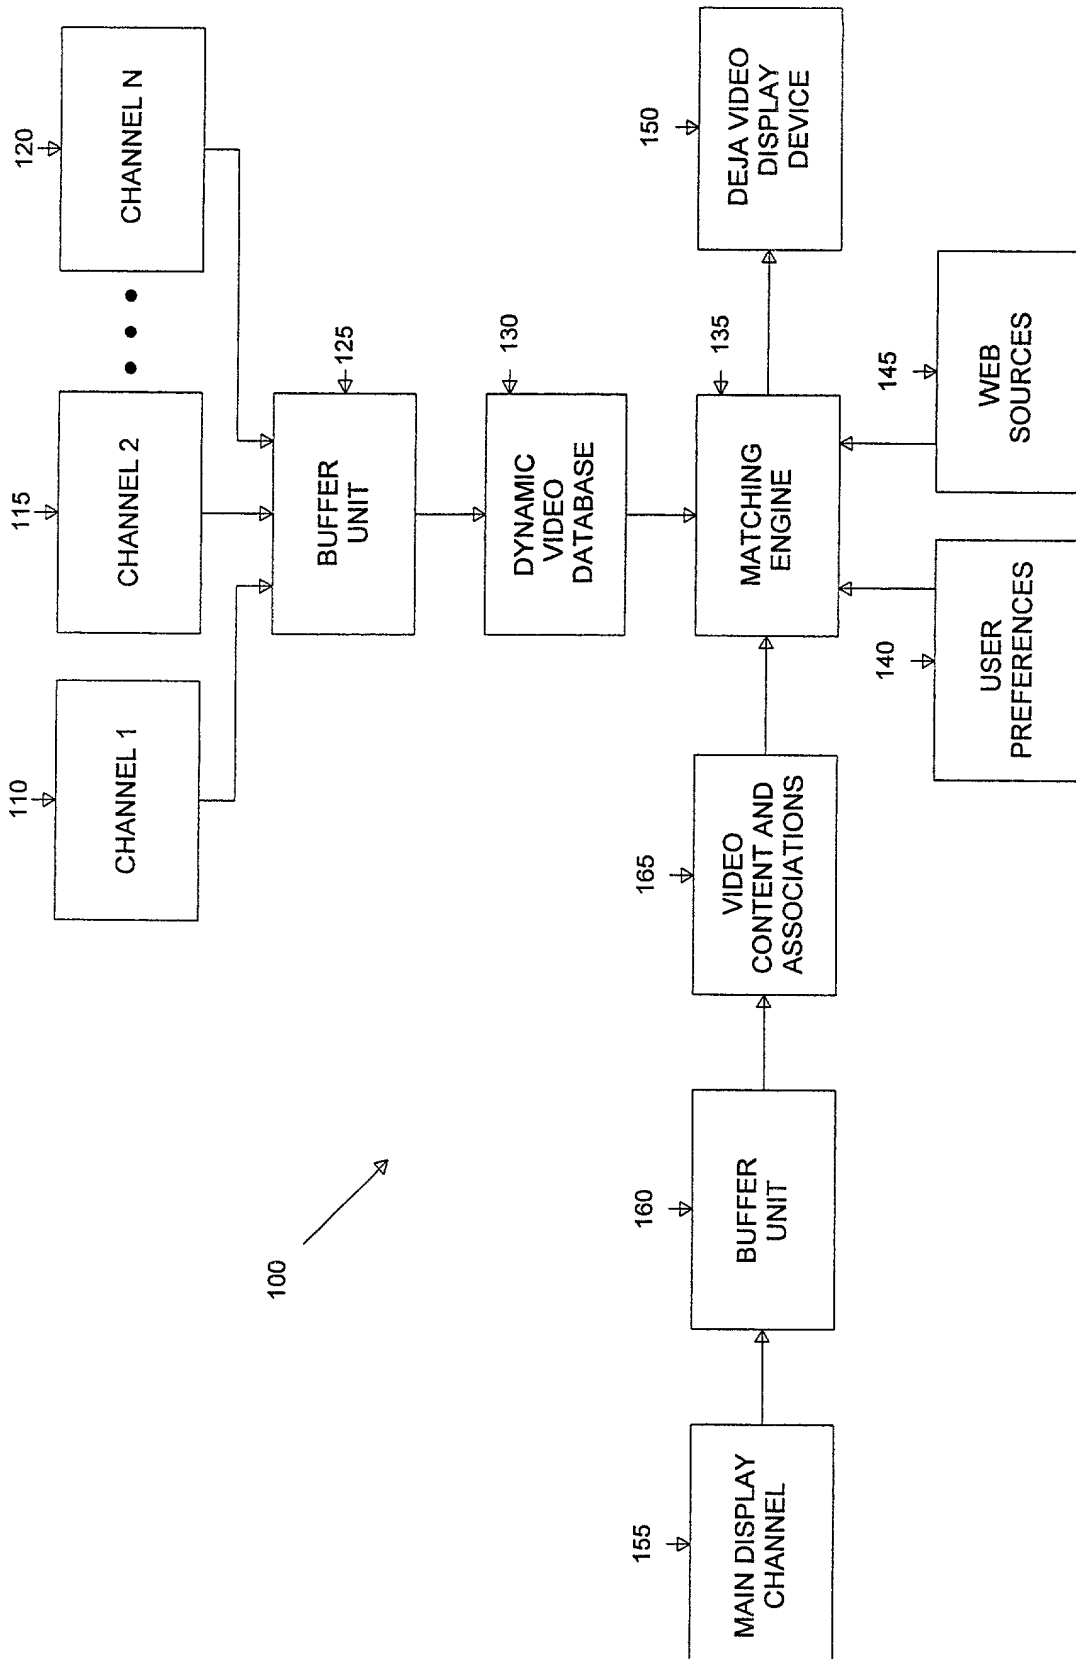 110
CHANNEL 1
115
CHANNEL 2
120
CHANNEL N
125
BUFFER
UNIT
130
DYNAMIC
VIDEO
DATABASE
100
155
MAIN DISPLAY
CHANNEL
160
BUFFER
UNIT
165
VIDEO
CONTENT AND
ASSOCIATIONS
135
MATCHING
ENGINE
150
DEJA VIDEO
DISPLAY
DEVICE
140
USER
PREFERENCES
145
WEB
SOURCES